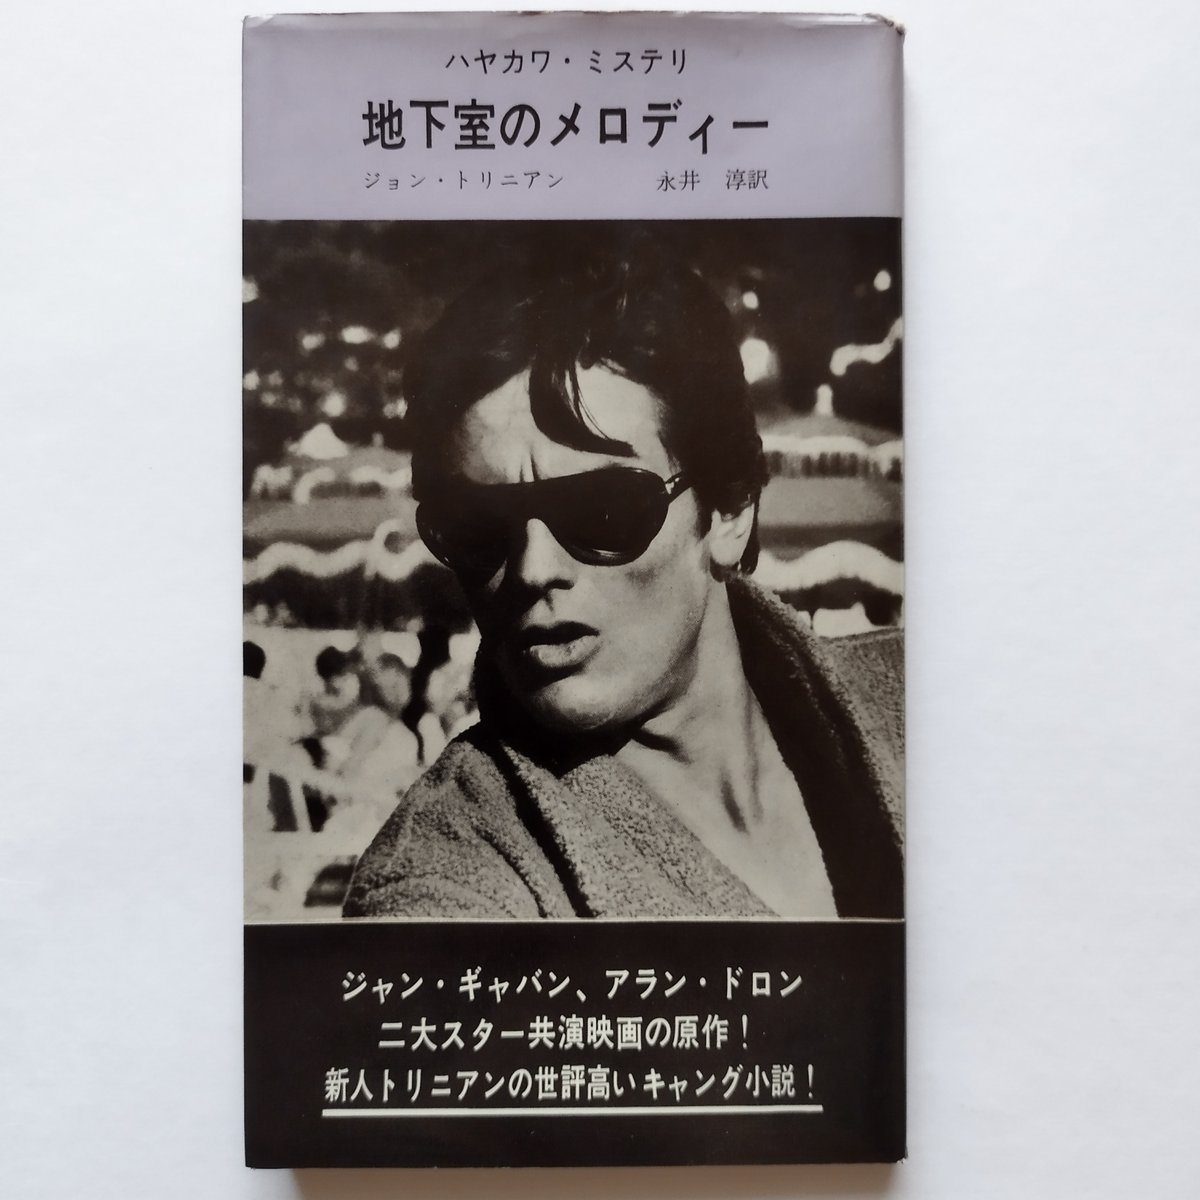 ハヤカワ・ミステリ
地下室のメロディー
ジョン・トリニアン 永井 淳訳
ジャン・ギャバン、アラン・ドロン
二大スター共演映画の原作！
新人トリニアンの世評高いキャング小説！